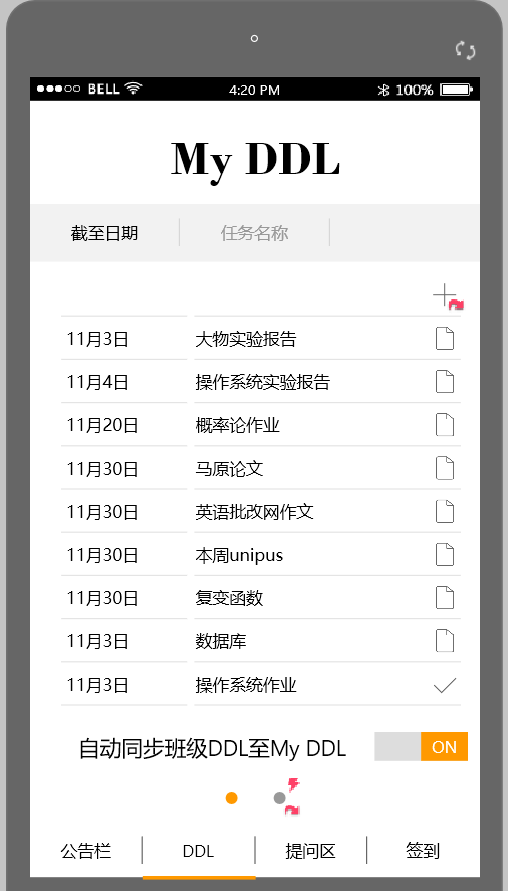 BELL 4:20 PM 100%
My DDL
截至日期 任务名称
11月3日 大物实验报告
11月4日 操作系统实验报告
11月20日 概率论作业
11月30日 马原论文
11月30日 英语批改网作文
11月30日 本周unipus
11月30日 复变函数
11月3日 数据库
11月3日 操作系统作业
自动同步班级DDL至My DDL ON
公告栏 DDL 提问区 签到